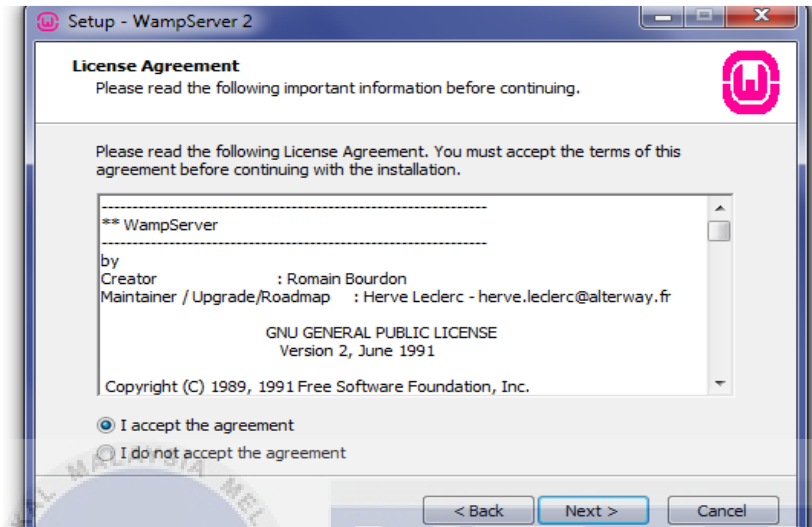 Setup - WampServer 2
License Agreement
Please read the following important information before continuing.
Please read the following License Agreement. You must accept the terms of this
agreement before continuing with the installation.
---------------------------------------------------------------
** WampServer
---------------------------------------------------------------
by
Creator : Romain Bourdon
Maintainer / Upgrade/Roadmap : Herve Leclerc - herve.leclerc@alterway.fr
GNU GENERAL PUBLIC LICENSE
Version 2, June 1991
Copyright (C) 1989, 1991 Free Software Foundation, Inc.
I accept the agreement
I do not accept the agreement
MALAYSIA
< Back Next > Cancel